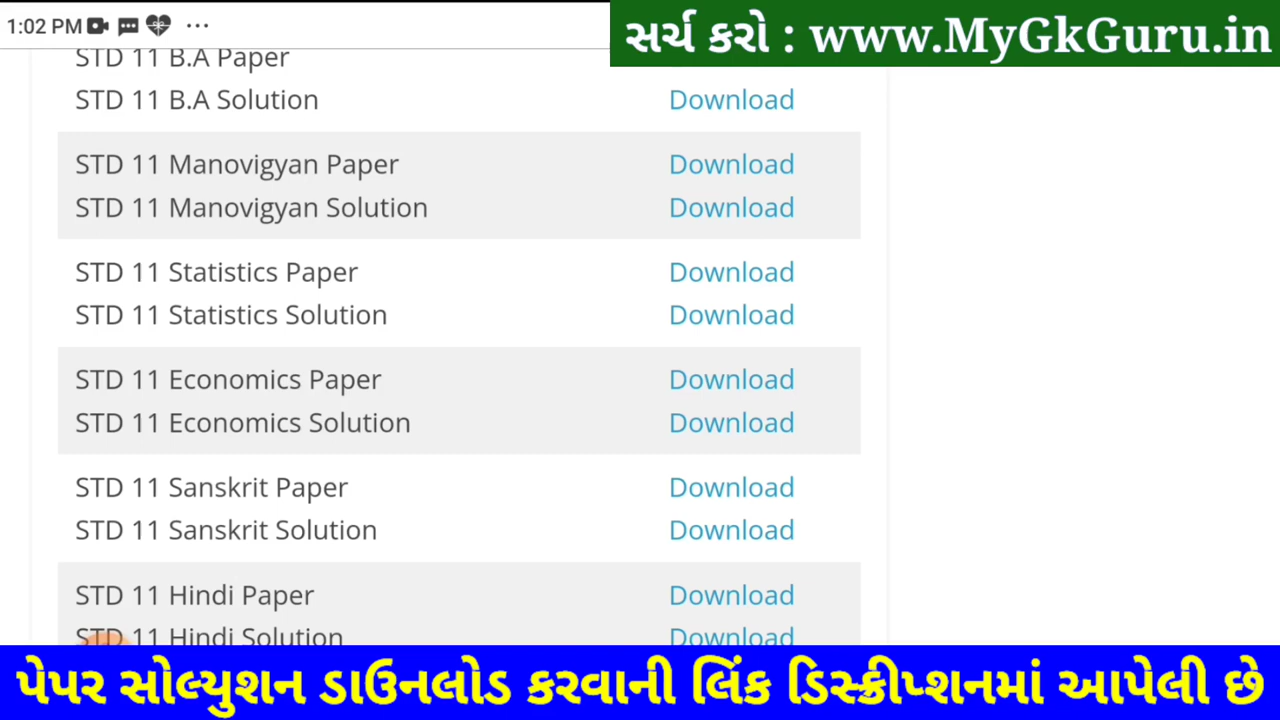 1:02 PM ...
સર્ચ કરો : www.MyGkGuru.in
STD 11 B.A Paper
STD 11 B.A Solution Download
STD 11 Manovigyan Paper Download
STD 11 Manovigyan Solution Download
STD 11 Statistics Paper Download
STD 11 Statistics Solution Download
STD 11 Economics Paper Download
STD 11 Economics Solution Download
STD 11 Sanskrit Paper Download
STD 11 Sanskrit Solution Download
STD 11 Hindi Paper Download
STD 11 Hindi Solution Download
પેપર સોલ્યુશન ડાઉનલોડ કરવાની લિંક ડિસ્ક્રીપ્શનમાં આપેલી છે